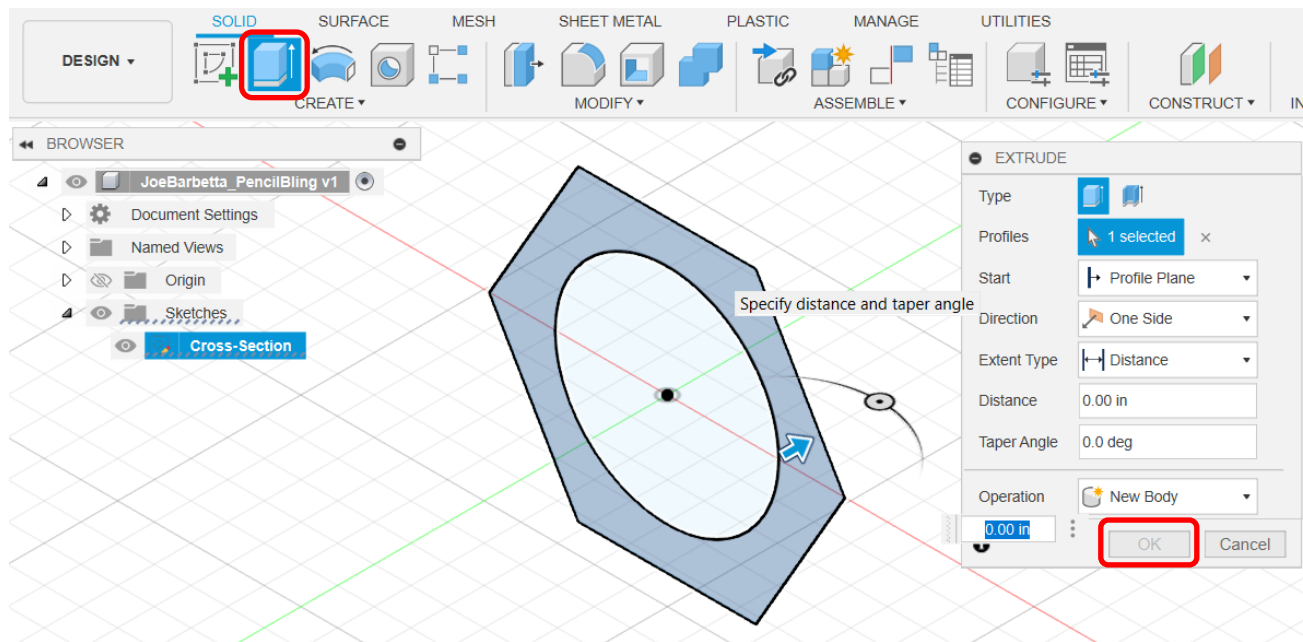 SOLID SURFACE MESH SHEET METAL PLASTIC MANAGE UTILITIES
DESIGN
CREATE MODIFY ASSEMBLE CONFIGURE CONSTRUCT IN
BROWSER
JoeBarbetta_PencilBling v1
Document Settings
Named Views
Origin
Sketches
Cross-Section
Specify distance and taper angle
EXTRUDE
Type
Profiles 1 selected
Start Profile Plane
Direction One Side
Extent Type Distance
Distance 0.00 in
Taper Angle 0.0 deg
Operation New Body
0.00 in
OK Cancel